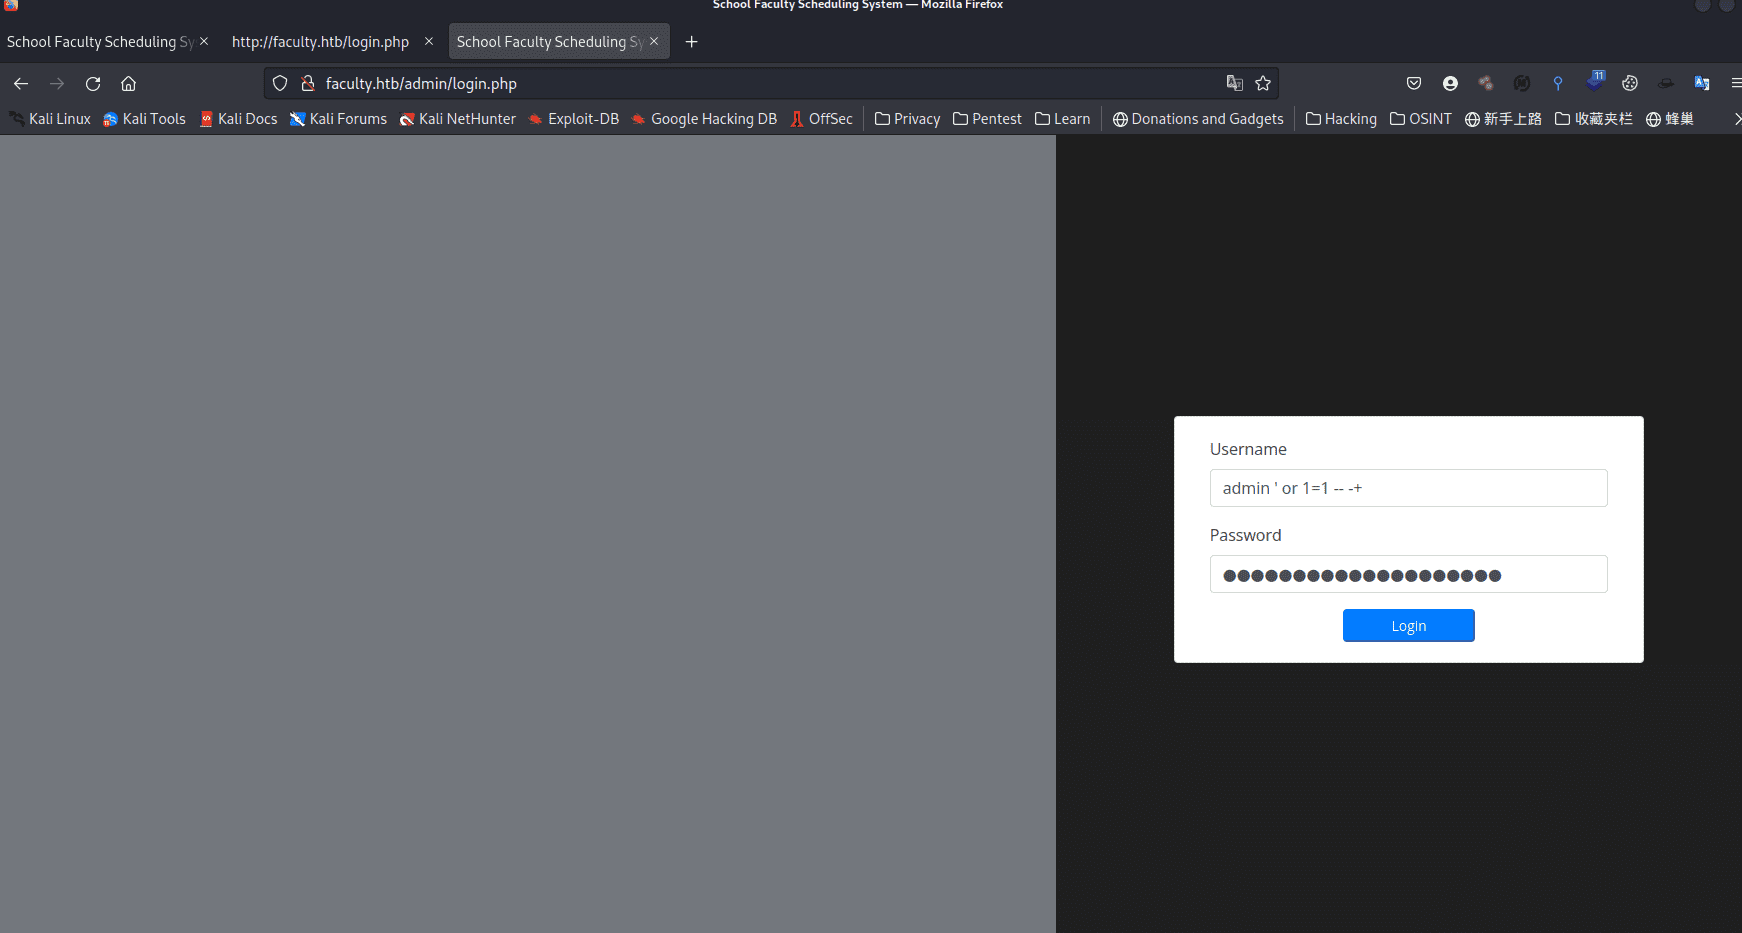 School Faculty Scheduling System — Mozilla Firefox
School Faculty Scheduling Sy
http://faculty.htb/login.php
School Faculty Scheduling Sy
faculty.htb/admin/login.php
11
Kali Linux Kali Tools Kali Docs Kali Forums Kali NetHunter Exploit-DB Google Hacking DB OffSec Privacy Pentest Learn Donations and Gadgets Hacking OSINT 新手上路 收藏夹栏 蜂巢
Username
admin ' or 1=1 -- -+
Password
Login